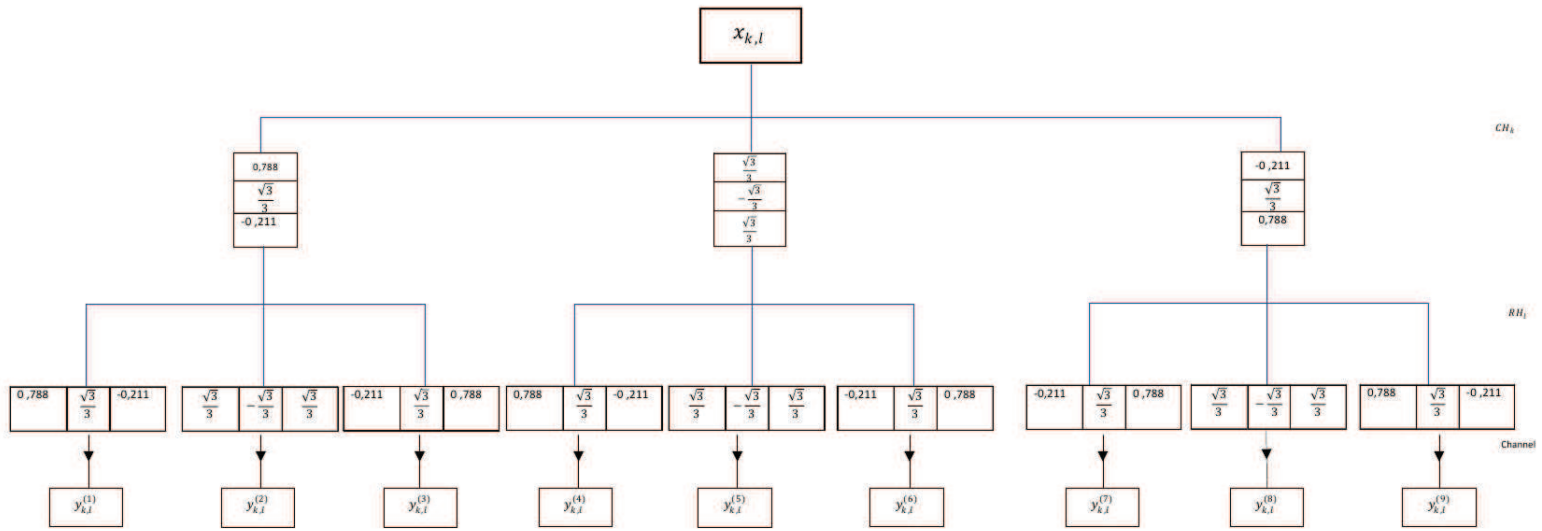 x_{k,l}
CH_k
0,788
√3/3
-0 ,211
√3/3
−√3/3
√3/3
-0 ,211
√3/3
0,788
RH_l
0 ,788 √3/3 -0,211
√3/3 −√3/3 √3/3
-0,211 √3/3 0 ,788
0,788 √3/3 -0,211
√3/3 −√3/3 √3/3
-0,211 √3/3 0 ,788
-0,211 √3/3 0,788
√3/3 −√3/3 √3/3
0,788 √3/3 -0 ,211
Channel
y_{k,l}^{(1)} y_{k,l}^{(2)} y_{k,l}^{(3)} y_{k,l}^{(4)} y_{k,l}^{(5)} y_{k,l}^{(6)} y_{k,l}^{(7)} y_{k,l}^{(8)} y_{k,l}^{(9)}